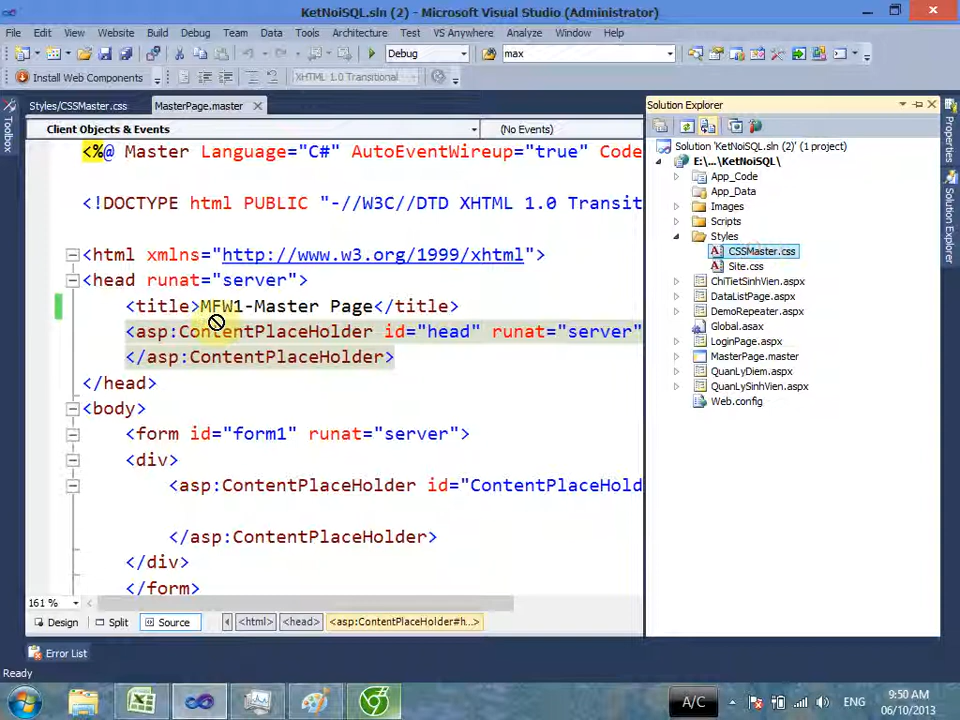 KetNoiSQL.sln (2) - Microsoft Visual Studio (Administrator)
File Edit View Website Build Debug Team Data Tools Architecture Test VS Anywhere Analyze Window Help
Debug max
Install Web Components XHTML 1.0 Transitional
Styles/CSSMaster.css MasterPage.master
Client Objects & Events (No Events)
Toolbox
<%@ Master Language="C#" AutoEventWireup="true" Code
<!DOCTYPE html PUBLIC "-//W3C//DTD XHTML 1.0 Transit
<html xmlns="http://www.w3.org/1999/xhtml">
<head runat="server">
<title>MFW1-Master Page</title>
<asp:ContentPlaceHolder id="head" runat="server"
</asp:ContentPlaceHolder>
</head>
<body>
<form id="form1" runat="server">
<div>
<asp:ContentPlaceHolder id="ContentPlaceHold
</asp:ContentPlaceHolder>
</div>
</form>
161 %
Design Split Source <html> <head> <asp:ContentPlaceHolder#h...>
Solution Explorer
Solution 'KetNoiSQL.sln (2)' (1 project)
E:\...\KetNoiSQL\
App_Code
App_Data
Images
Scripts
Styles
CSSMaster.css
Site.css
ChiTietSinhVien.aspx
DataListPage.aspx
DemoRepeater.aspx
Global.asax
LoginPage.aspx
MasterPage.master
QuanLyDiem.aspx
QuanLySinhVien.aspx
Web.config
Properties
Solution Explorer
Error List
Ready
A/C ENG
9:50 AM
06/10/2013